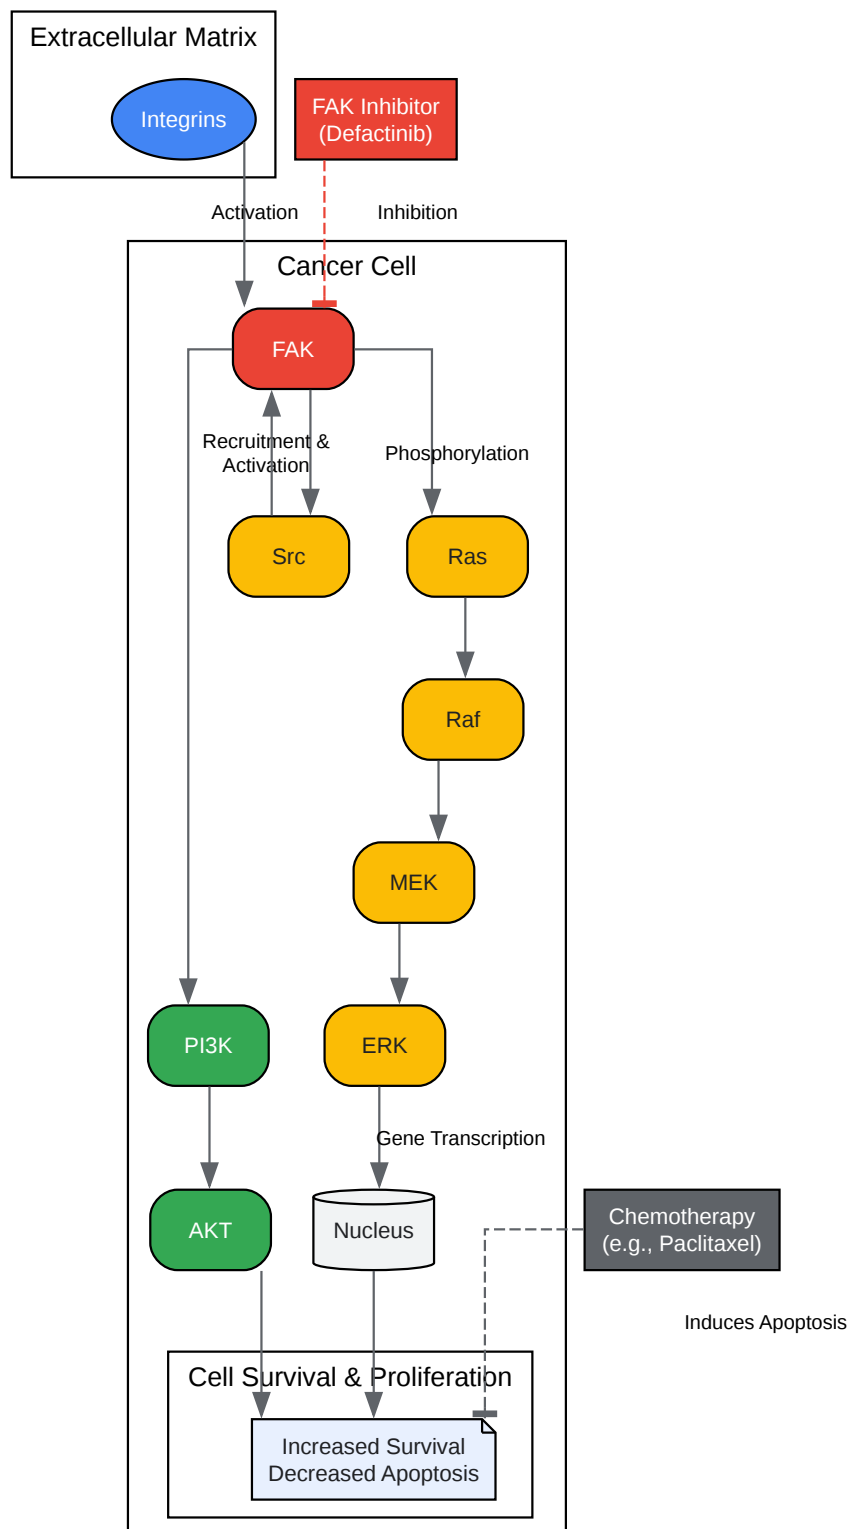 Extracellular Matrix
Integrins
FAK Inhibitor
(Defactinib)
Activation
Inhibition
Cancer Cell
FAK
Recruitment &
Activation
Phosphorylation
Src
Ras
Raf
MEK
PI3K
ERK
Gene Transcription
AKT
Nucleus
Chemotherapy
(e.g., Paclitaxel)
Induces Apoptosis
Cell Survival & Proliferation
Increased Survival
Decreased Apoptosis